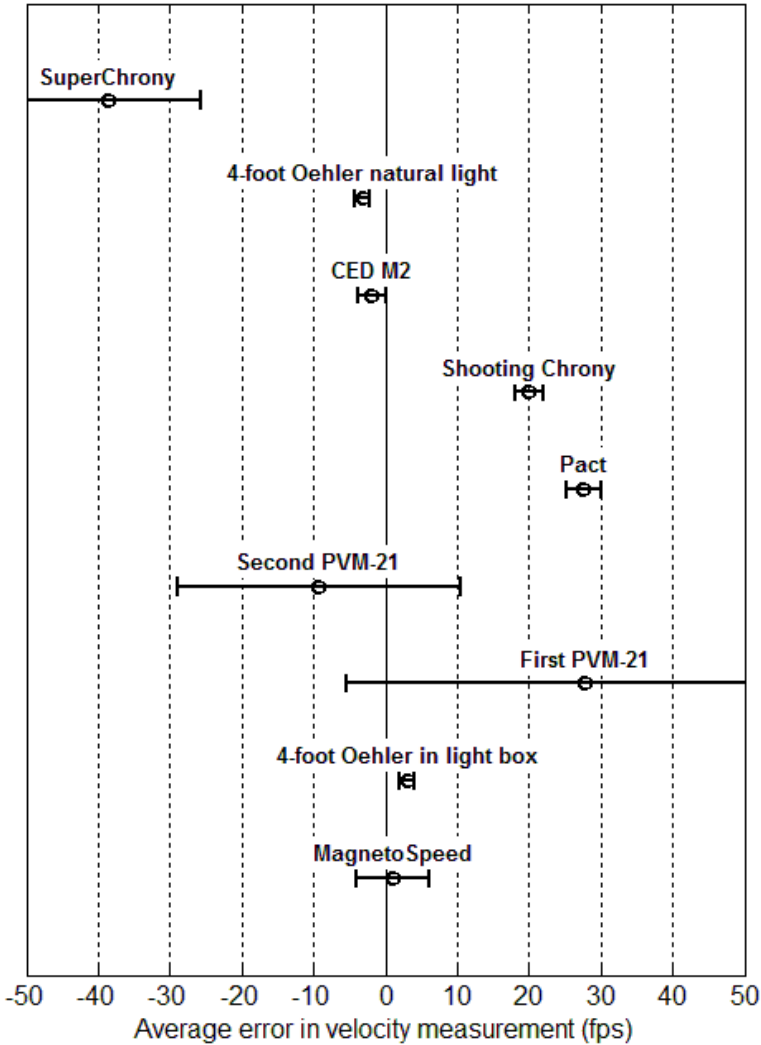 SuperChrony
4-foot Oehler natural light
CED M2
Shooting Chrony
Pact
Second PVM-21
First PVM-21
4-foot Oehler in light box
MagnetoSpeed
-50 -40 -30 -20 -10 0 10 20 30 40 50
Average error in velocity measurement (fps)